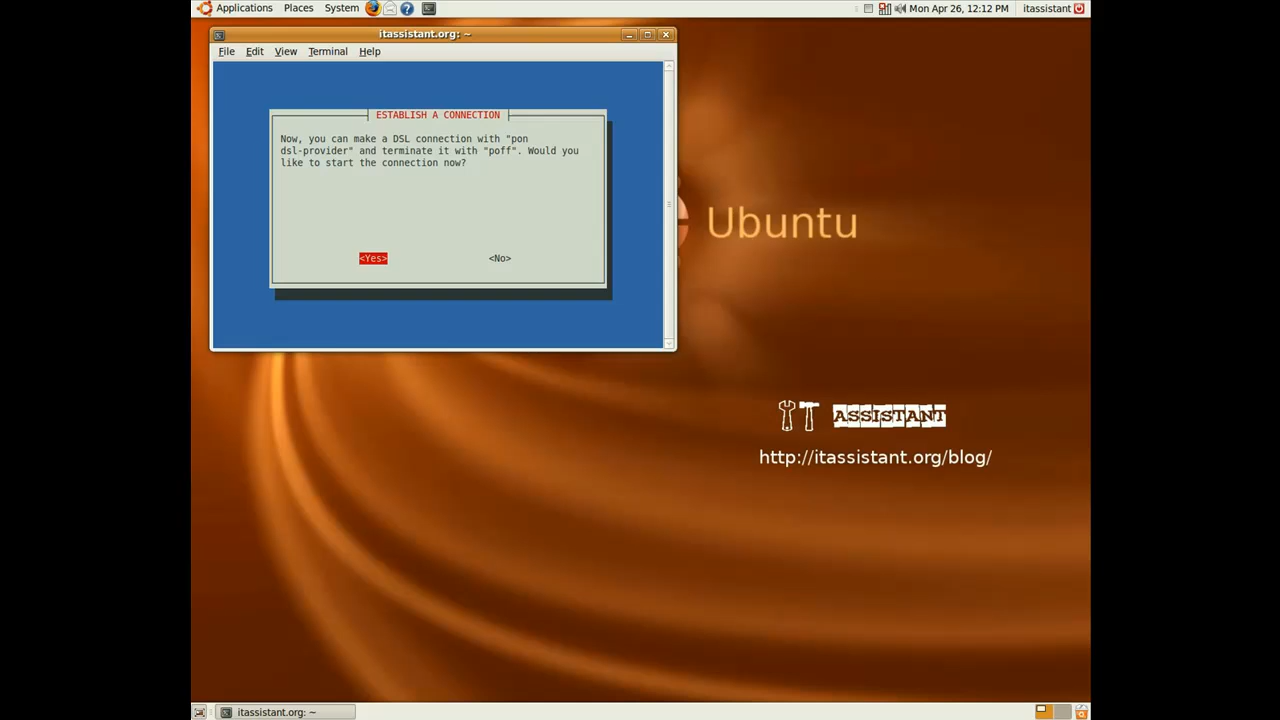 Applications Places System Mon Apr 26, 12:12 PM itassistant
itassistant.org: ~
File Edit View Terminal Help
ESTABLISH A CONNECTION
Now, you can make a DSL connection with "pon
dsl-provider" and terminate it with "poff". Would you
like to start the connection now?
<Yes> <No>
Ubuntu
IT ASSISTANT
http://itassistant.org/blog/
itassistant.org: ~